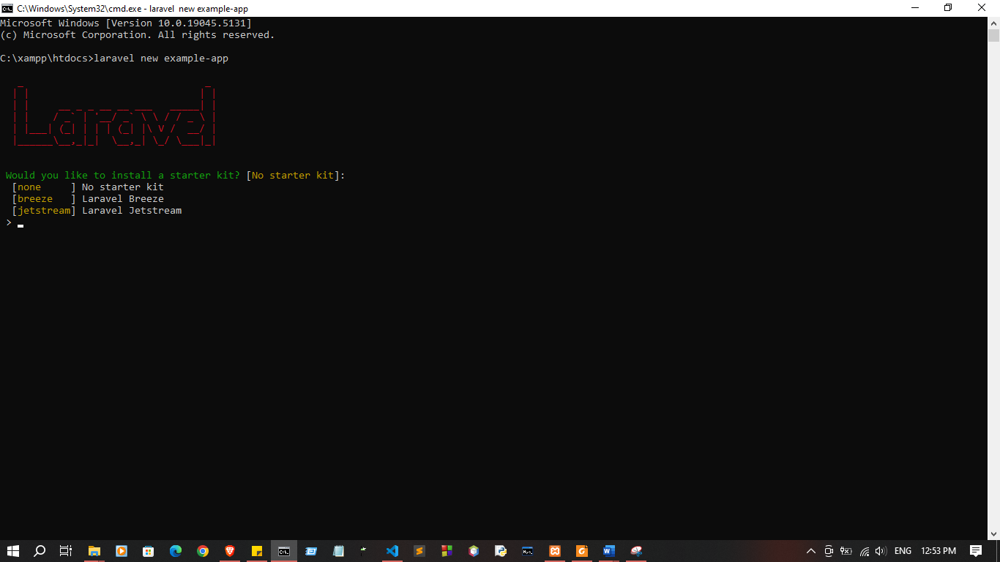 C:\Windows\System32\cmd.exe - laravel  new example-app
Microsoft Windows [Version 10.0.19045.5131]
(c) Microsoft Corporation. All rights reserved.
C:\xampp\htdocs>laravel new example-app
Laravel
Would you like to install a starter kit? [No starter kit]:
[none     ] No starter kit
[breeze   ] Laravel Breeze
[jetstream] Laravel Jetstream
>
ENG
12:53 PM